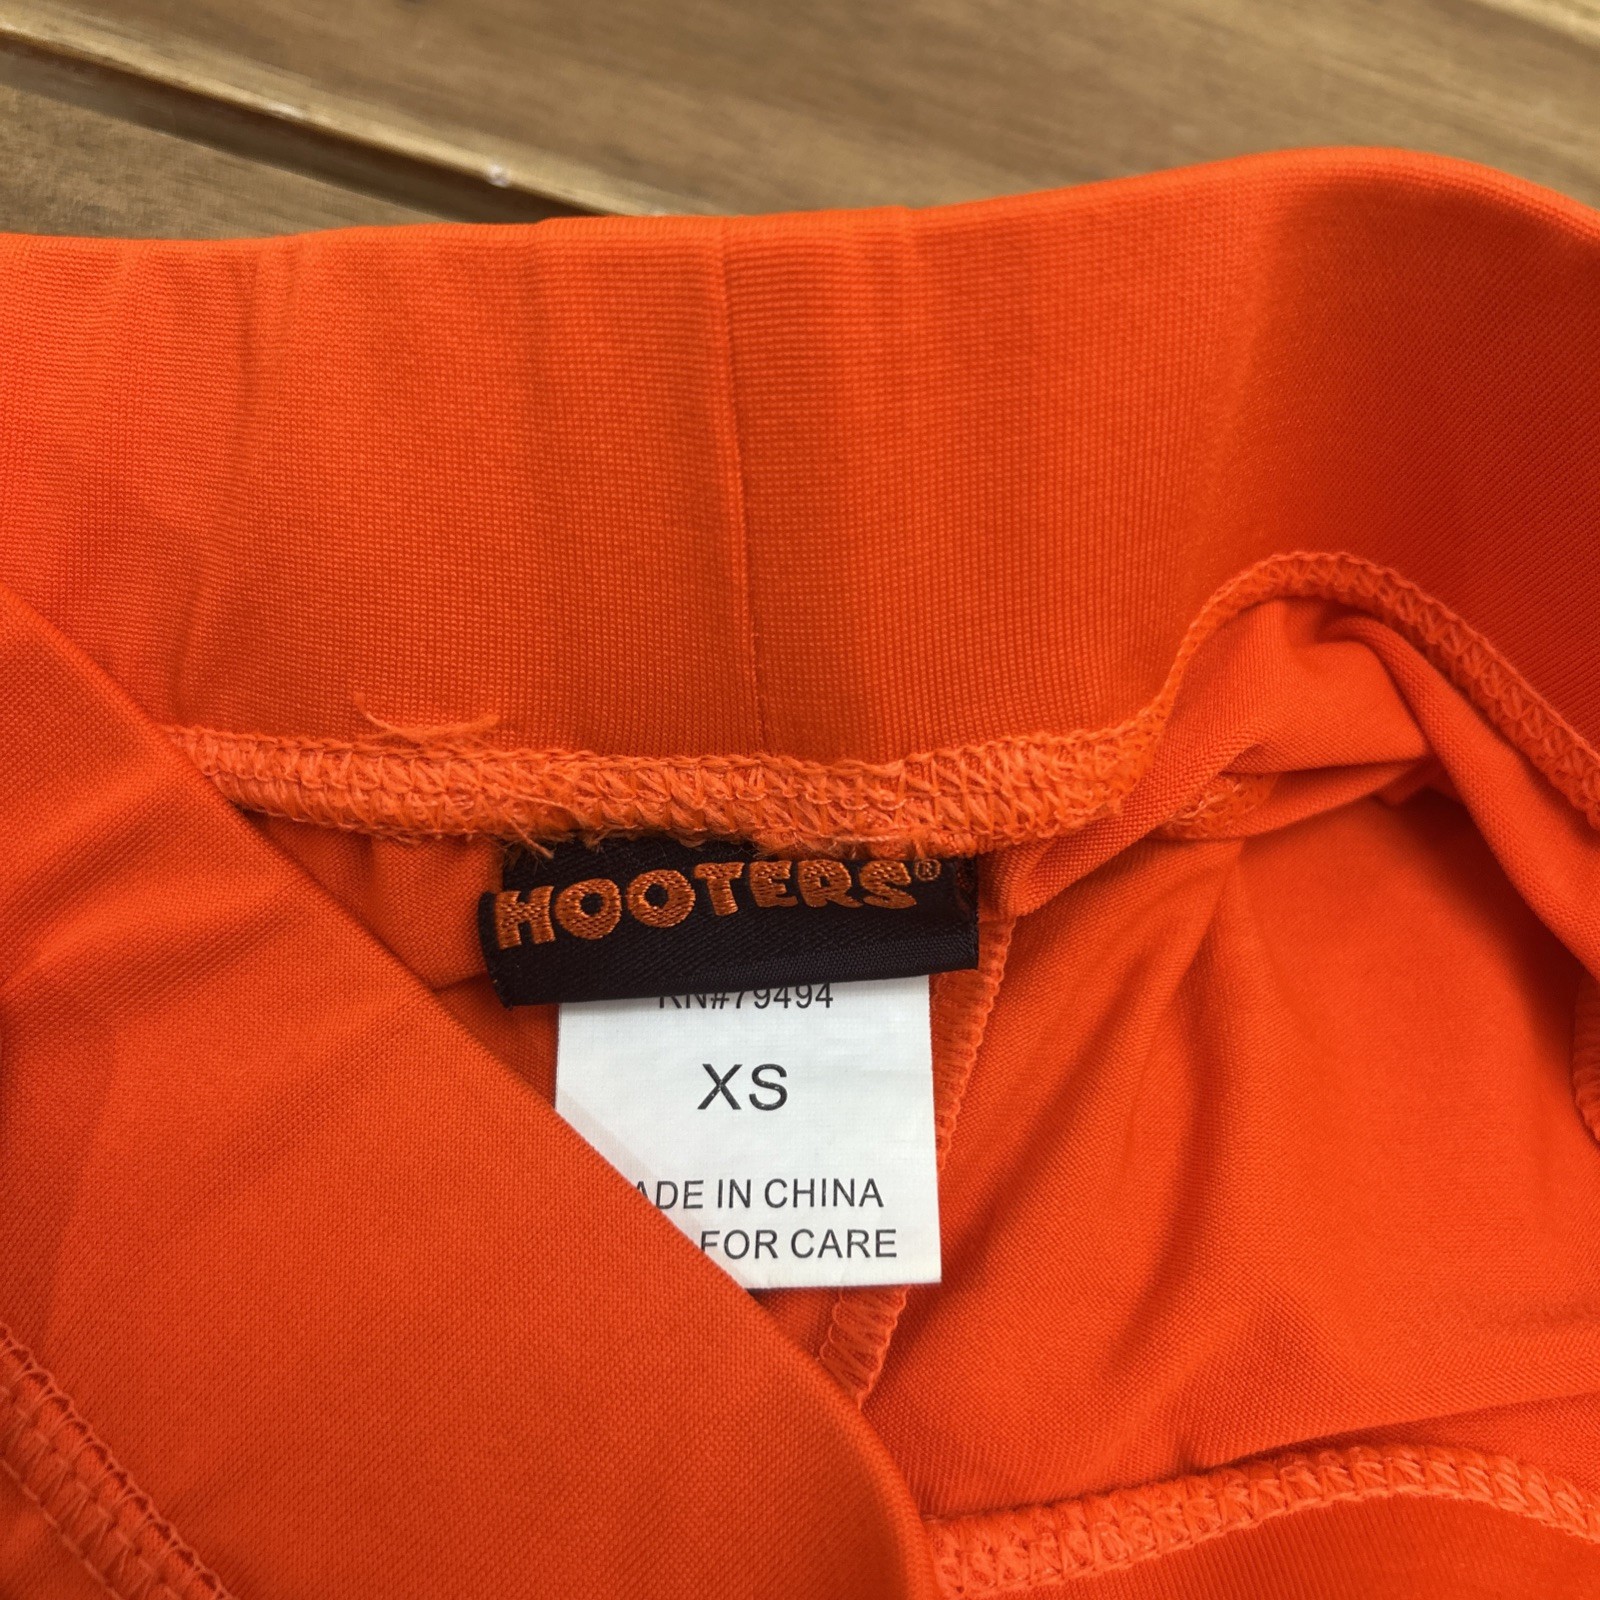 HOOTERS®
RN#79494
XS
ADE IN CHINA
FOR CARE